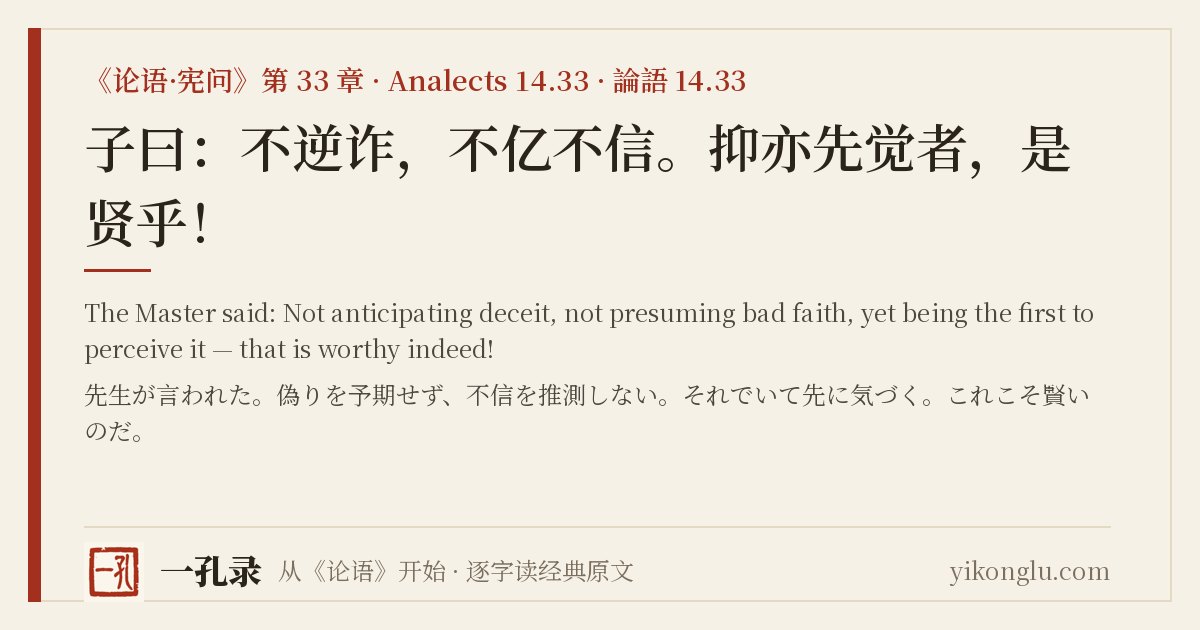 《论语·宪问》第 33 章 · Analects 14.33 · 論語 14.33
子曰：不逆诈，不亿不信。抑亦先觉者，是
贤乎！
The Master said: Not anticipating deceit, not presuming bad faith, yet being the first to
perceive it — that is worthy indeed!
先生が言われた。偽りを予期せず、不信を推測しない。それでいて先に気づく。これこそ賢い
のだ。
一孔
一孔录
从《论语》开始 · 逐字读经典原文
yikonglu.com